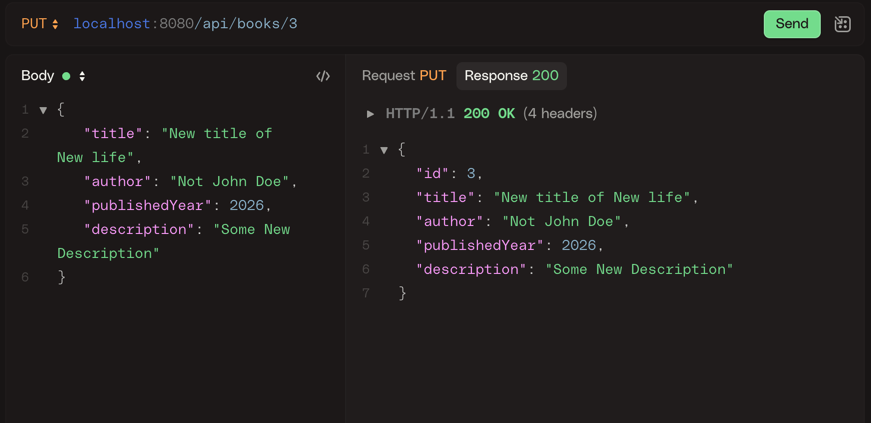 PUT localhost:8080/api/books/3 Send
Body
1 {
2 "title": "New title of
New life",
3 "author": "Not John Doe",
4 "publishedYear": 2026,
5 "description": "Some New
Description"
6 }
Request PUT Response 200
HTTP/1.1 200 OK (4 headers)
1 {
2 "id": 3,
3 "title": "New title of New life",
4 "author": "Not John Doe",
5 "publishedYear": 2026,
6 "description": "Some New Description"
7 }